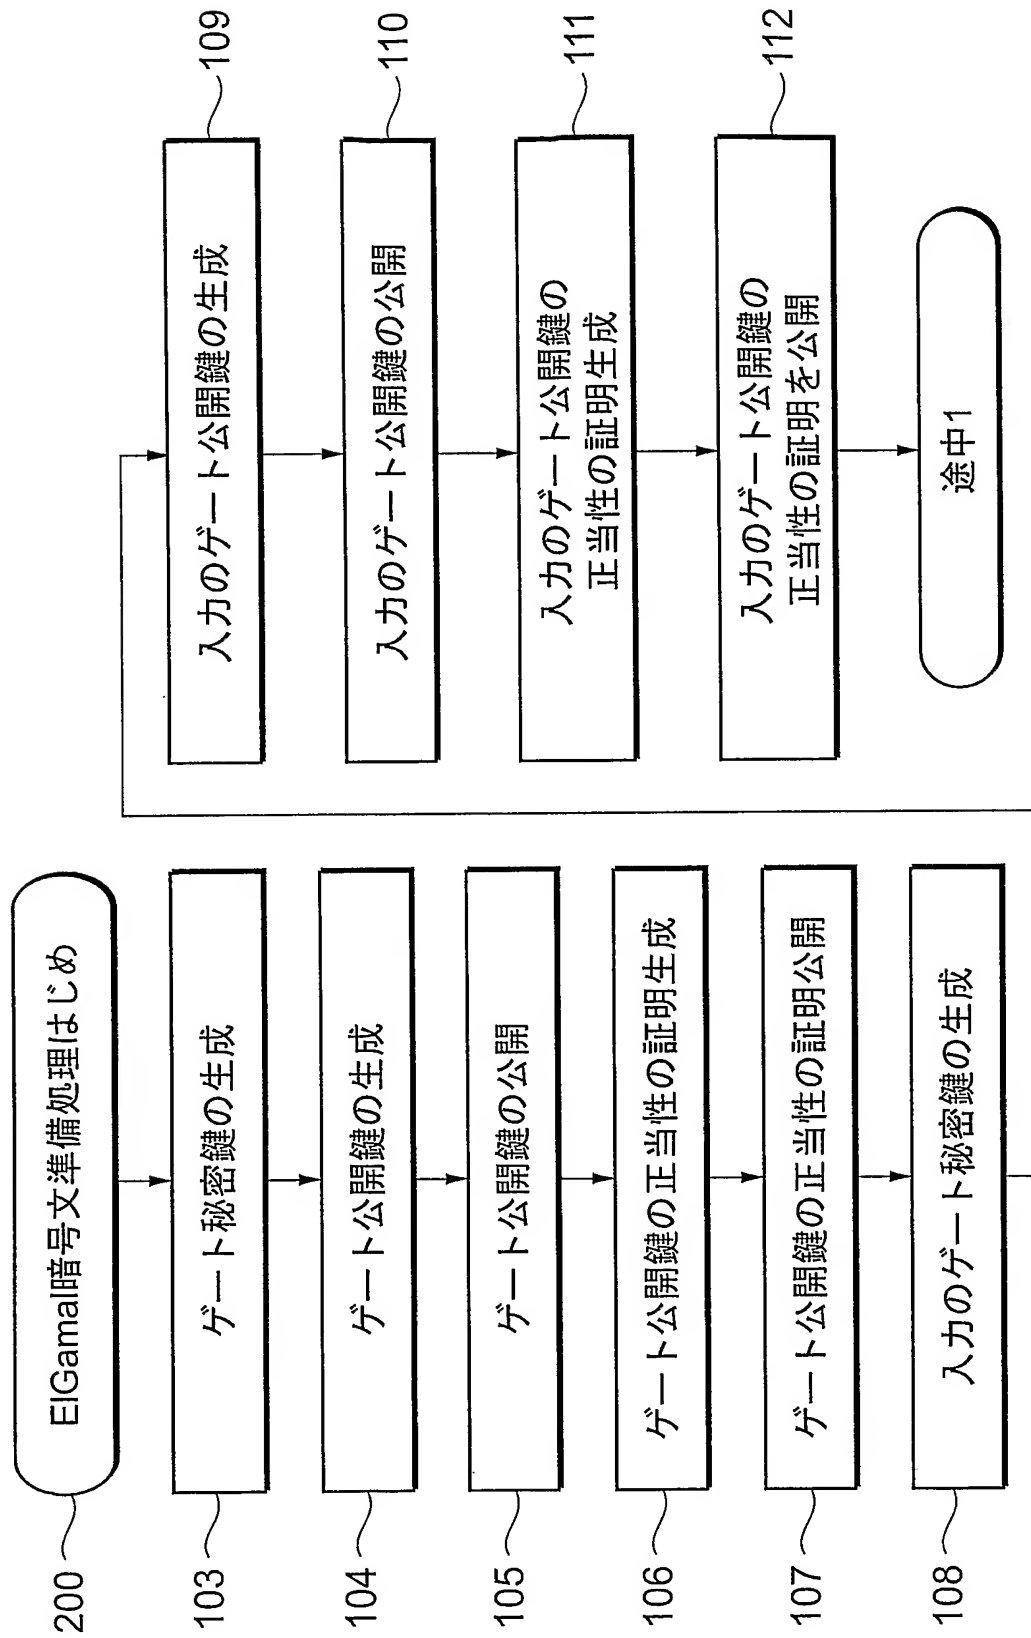 200
ElGamal暗号文準備処理はじめ
103
ゲート秘密鍵の生成
104
ゲート公開鍵の生成
105
ゲート公開鍵の公開
106
ゲート公開鍵の正当性の証明生成
107
ゲート公開鍵の正当性の証明公開
108
入力のゲート秘密鍵の生成
入力のゲート公開鍵の生成
109
入力のゲート公開鍵の公開
110
入力のゲート公開鍵の
正当性の証明生成
111
入力のゲート公開鍵の
正当性の証明を公開
112
途中1